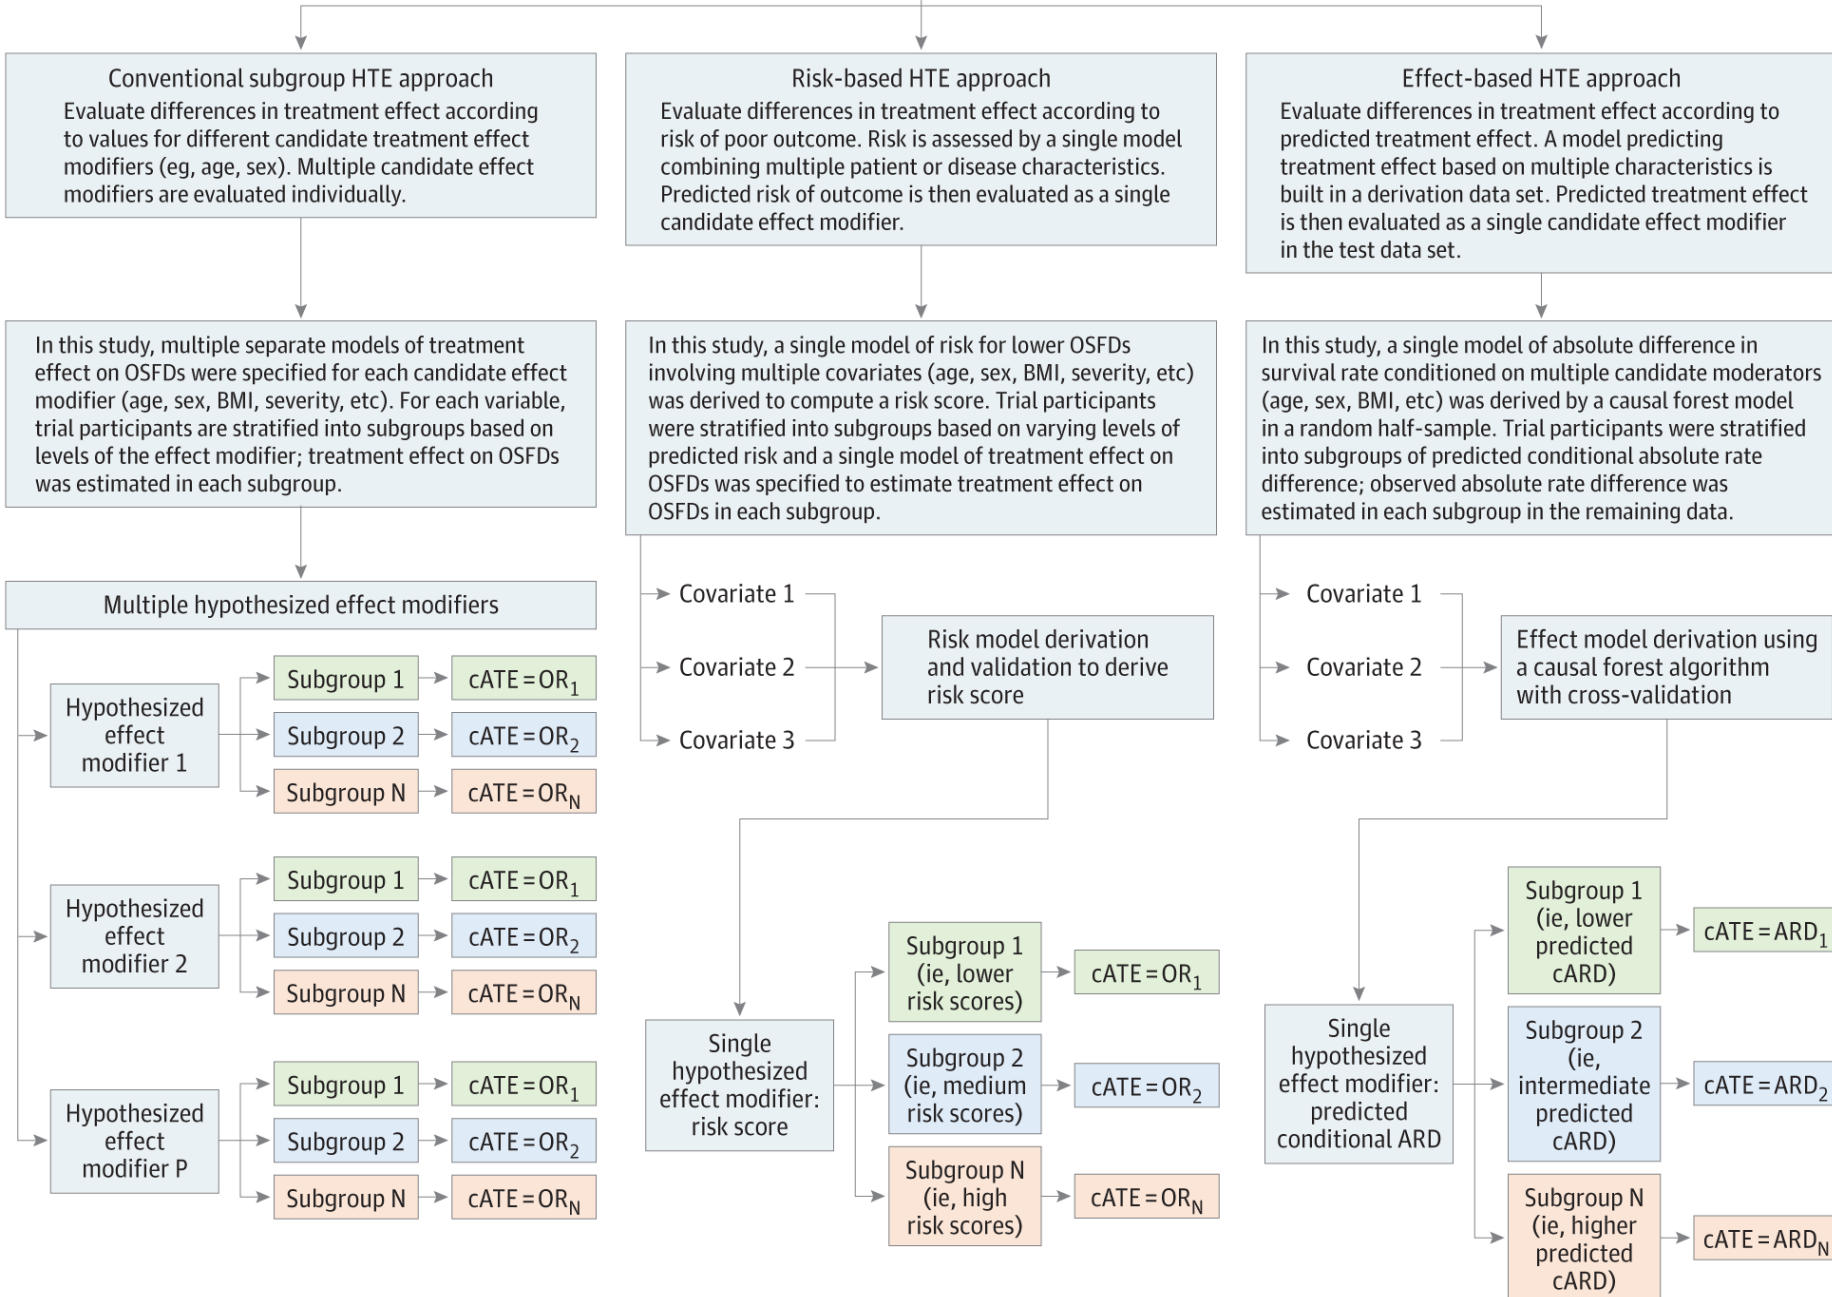 Conventional subgroup HTE approach
Evaluate differences in treatment effect according
to values for different candidate treatment effect
modifiers (eg, age, sex). Multiple candidate effect
modifiers are evaluated individually.
In this study, multiple separate models of treatment
effect on OSFDs were specified for each candidate effect
modifier (age, sex, BMI, severity, etc). For each variable,
trial participants are stratified into subgroups based on
levels of the effect modifier; treatment effect on OSFDs
was estimated in each subgroup.
Multiple hypothesized effect modifiers
Hypothesized
effect
modifier 1
Subgroup 1
cATE = OR1
Subgroup 2
cATE = OR2
Subgroup N
cATE = ORN
Hypothesized
effect
modifier 2
Subgroup 1
cATE = OR1
Subgroup 2
cATE = OR2
Subgroup N
cATE = ORN
Hypothesized
effect
modifier P
Subgroup 1
cATE = OR1
Subgroup 2
cATE = OR2
Subgroup N
cATE = ORN
Risk-based HTE approach
Evaluate differences in treatment effect according to
risk of poor outcome. Risk is assessed by a single model
combining multiple patient or disease characteristics.
Predicted risk of outcome is then evaluated as a single
candidate effect modifier.
In this study, a single model of risk for lower OSFDs
involving multiple covariates (age, sex, BMI, severity, etc)
was derived to compute a risk score. Trial participants
were stratified into subgroups based on varying levels of
predicted risk and a single model of treatment effect on
OSFDs was specified to estimate treatment effect on
OSFDs in each subgroup.
Covariate 1
Covariate 2
Covariate 3
Risk model derivation
and validation to derive
risk score
Single
hypothesized
effect modifier:
risk score
Subgroup 1
(ie, lower
risk scores)
cATE = OR1
Subgroup 2
(ie, medium
risk scores)
cATE = OR2
Subgroup N
(ie, high
risk scores)
cATE = ORN
Effect-based HTE approach
Evaluate differences in treatment effect according to
predicted treatment effect. A model predicting
treatment effect based on multiple characteristics is
built in a derivation data set. Predicted treatment effect
is then evaluated as a single candidate effect modifier
in the test data set.
In this study, a single model of absolute difference in
survival rate conditioned on multiple candidate moderators
(age, sex, BMI, etc) was derived by a causal forest model
in a random half-sample. Trial participants were stratified
into subgroups of predicted conditional absolute rate
difference; observed absolute rate difference was
estimated in each subgroup in the remaining data.
Covariate 1
Covariate 2
Covariate 3
Effect model derivation using
a causal forest algorithm
with cross-validation
Single
hypothesized
effect modifier:
predicted
conditional ARD
Subgroup 1
(ie, lower
predicted
cARD)
cATE = ARD1
Subgroup 2
(ie,
intermediate
predicted
cARD)
cATE = ARD2
Subgroup N
(ie, higher
predicted
cARD)
cATE = ARDN